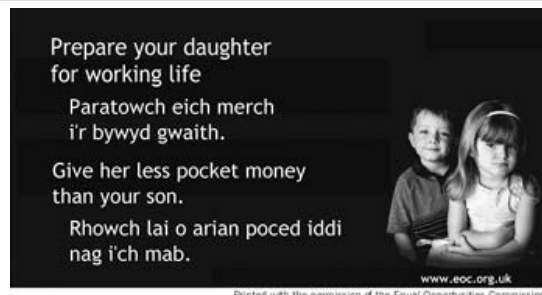 Prepare your daughter
for working life
Paratowch eich merch
i'r bywyd gwaith.
Give her less pocket money
than your son.
Rhowch lai o arian poced iddi
nag i'ch mab.
www.eoc.org.uk
Printed with the permission of the Equal Opportunities Commission